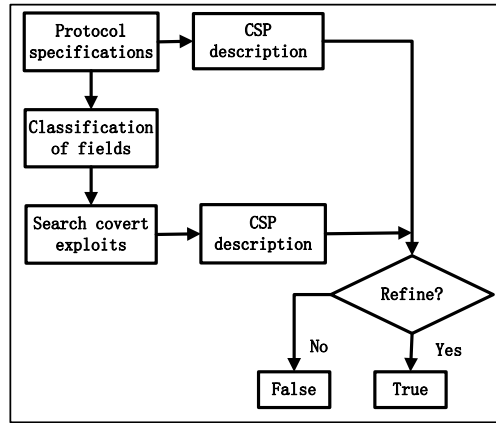 Protocol
specifications
CSP
description
Classification
of fields
Search covert
exploits
CSP
description
Refine?
No
Yes
False
True